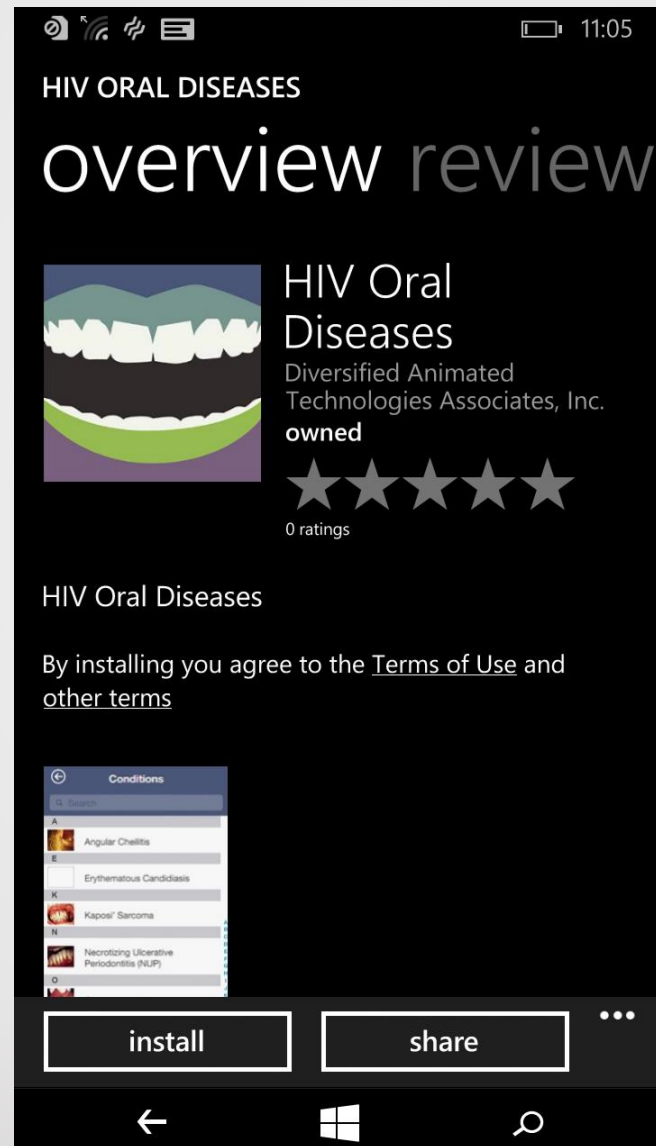 11:05
HIV ORAL DISEASES
overview review
HIV Oral
Diseases
Diversified Animated
Technologies Associates, Inc.
owned
0 ratings
HIV Oral Diseases
By installing you agree to the Terms of Use and
other terms
Conditions
Search
A
Angular Cheilitis
E
Erythematous Candidiasis
K
Kaposi' Sarcoma
N
Necrotizing Ulcerative
Periodontitis (NUP)
O
install share